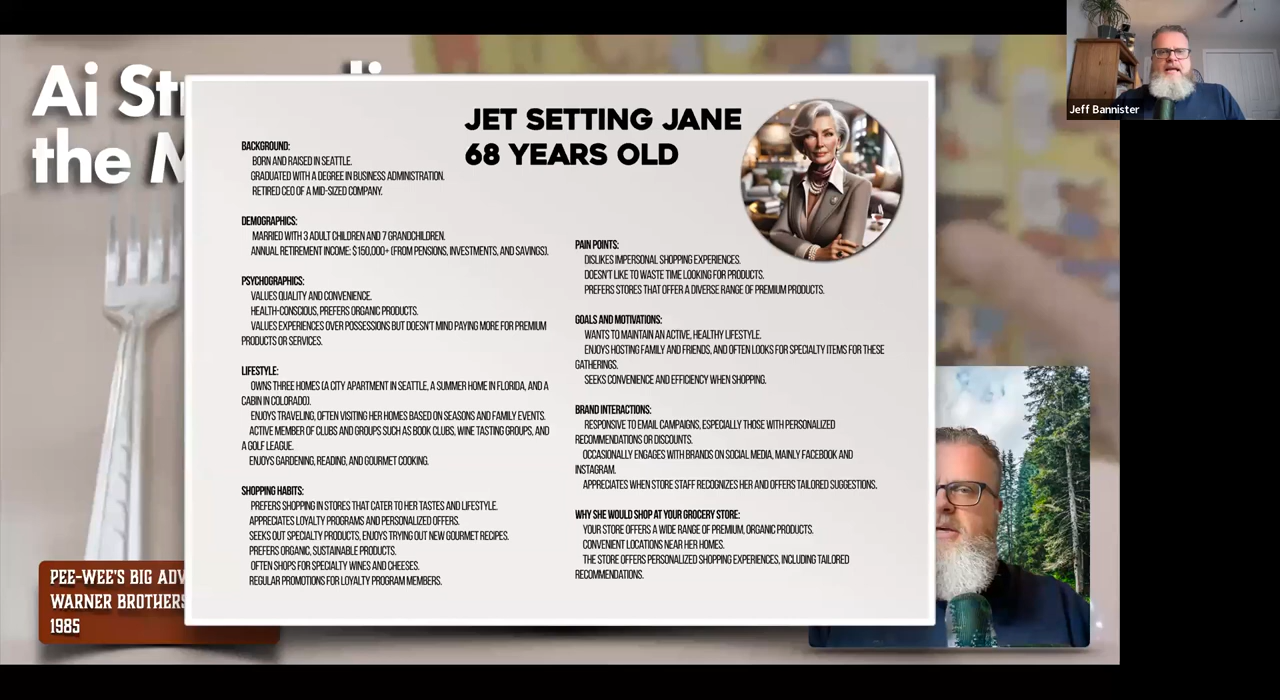 Ai St
the M
JET SETTING JANE
68 YEARS OLD
BACKGROUND:
BORN AND RAISED IN SEATTLE.
GRADUATED WITH A DEGREE IN BUSINESS ADMINISTRATION.
RETIRED CEO OF A MID-SIZED COMPANY.
DEMOGRAPHICS:
MARRIED WITH 3 ADULT CHILDREN AND 7 GRANDCHILDREN.
ANNUAL RETIREMENT INCOME: $150,000+ (FROM PENSIONS, INVESTMENTS, AND SAVINGS).
PSYCHOGRAPHICS:
VALUES QUALITY AND CONVENIENCE.
HEALTH-CONSCIOUS, PREFERS ORGANIC PRODUCTS.
VALUES EXPERIENCES OVER POSSESSIONS BUT DOESN'T MIND PAYING MORE FOR PREMIUM
PRODUCTS OR SERVICES.
LIFESTYLE:
OWNS THREE HOMES (A CITY APARTMENT IN SEATTLE, A SUMMER HOME IN FLORIDA, AND A
CABIN IN COLORADO).
ENJOYS TRAVELING, OFTEN VISITING HER HOMES BASED ON SEASONS AND FAMILY EVENTS.
ACTIVE MEMBER OF CLUBS AND GROUPS SUCH AS BOOK CLUBS, WINE TASTING GROUPS, AND
A GOLF LEAGUE.
ENJOYS GARDENING, READING, AND GOURMET COOKING.
SHOPPING HABITS:
PREFERS SHOPPING IN STORES THAT CATER TO HER TASTES AND LIFESTYLE.
APPRECIATES LOYALTY PROGRAMS AND PERSONALIZED OFFERS.
SEEKS OUT SPECIALTY PRODUCTS, ENJOYS TRYING OUT NEW GOURMET RECIPES.
PREFERS ORGANIC, SUSTAINABLE PRODUCTS.
OFTEN SHOPS FOR SPECIALTY WINES AND CHEESES.
REGULAR PROMOTIONS FOR LOYALTY PROGRAM MEMBERS.
PAIN POINTS:
DISLIKES IMPERSONAL SHOPPING EXPERIENCES.
DOESN'T LIKE TO WASTE TIME LOOKING FOR PRODUCTS.
PREFERS STORES THAT OFFER A DIVERSE RANGE OF PREMIUM PRODUCTS.
GOALS AND MOTIVATIONS:
WANTS TO MAINTAIN AN ACTIVE, HEALTHY LIFESTYLE.
ENJOYS HOSTING FAMILY AND FRIENDS, AND OFTEN LOOKS FOR SPECIALTY ITEMS FOR THESE
GATHERINGS.
SEEKS CONVENIENCE AND EFFICIENCY WHEN SHOPPING.
BRAND INTERACTIONS:
RESPONSIVE TO EMAIL CAMPAIGNS, ESPECIALLY THOSE WITH PERSONALIZED
RECOMMENDATIONS OR DISCOUNTS.
OCCASIONALLY ENGAGES WITH BRANDS ON SOCIAL MEDIA, MAINLY FACEBOOK AND
INSTAGRAM.
APPRECIATES WHEN STORE STAFF RECOGNIZES HER AND OFFERS TAILORED SUGGESTIONS.
WHY SHE WOULD SHOP AT YOUR GROCERY STORE:
YOUR STORE OFFERS A WIDE RANGE OF PREMIUM, ORGANIC PRODUCTS.
CONVENIENT LOCATIONS NEAR HER HOMES.
THE STORE OFFERS PERSONALIZED SHOPPING EXPERIENCES, INCLUDING TAILORED
RECOMMENDATIONS.
PEE-WEE'S BIG ADV
WARNER BROTHERS
1985
Jeff Bannister